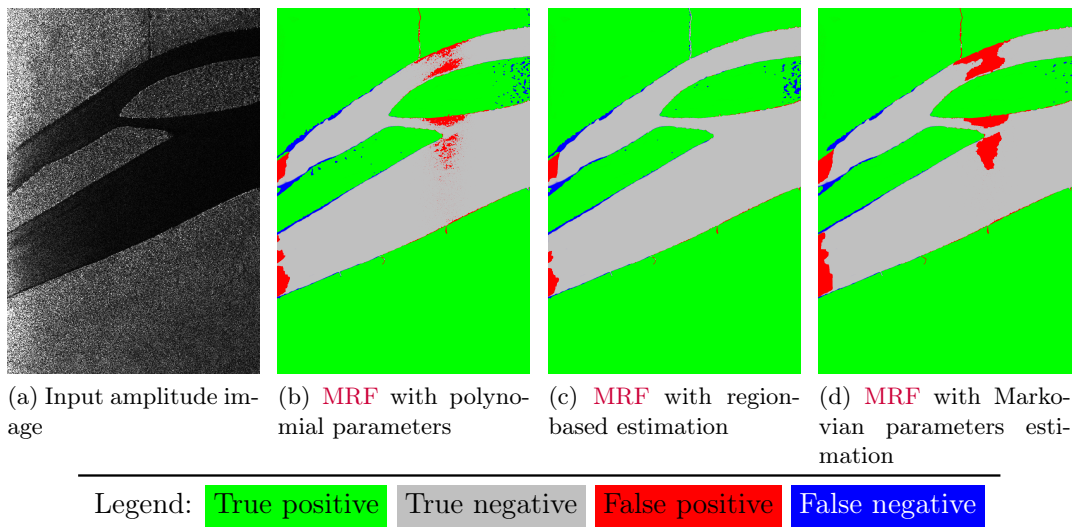 (a) Input amplitude im-
age
(b) MRF with polyno-
mial parameters
(c) MRF with region-
based estimation
(d) MRF with Marko-
vian parameters esti-
mation
Legend: True positive True negative False positive False negative